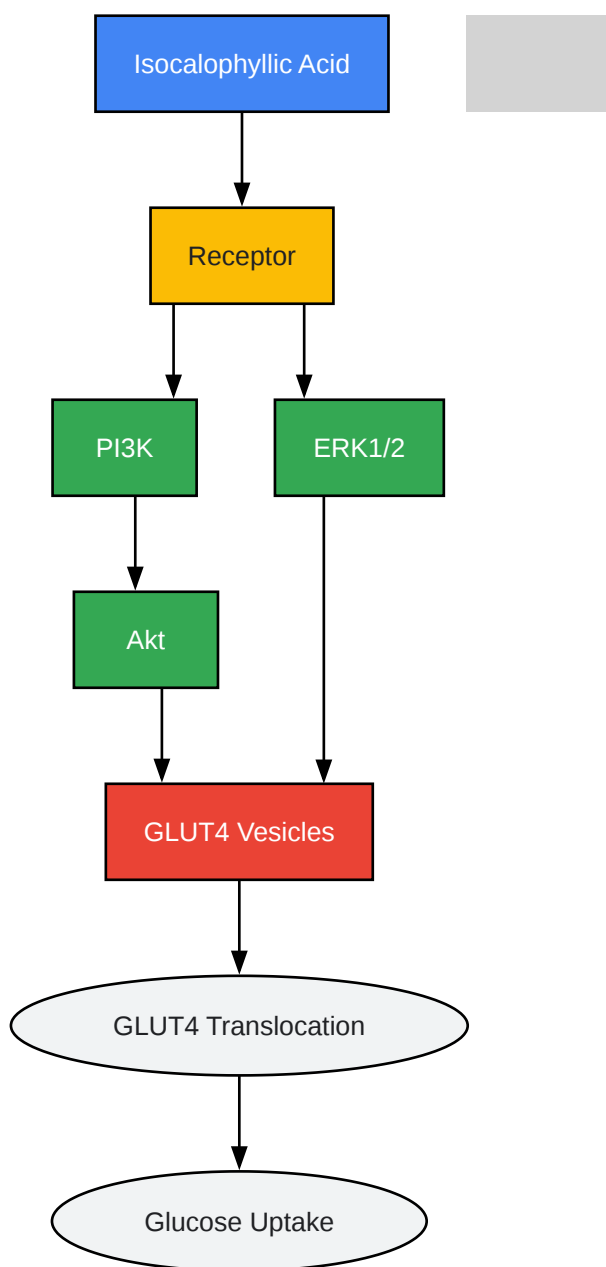 Isocalophyllic Acid
Receptor
PI3K
ERK1/2
Akt
GLUT4 Vesicles
GLUT4 Translocation
Glucose Uptake